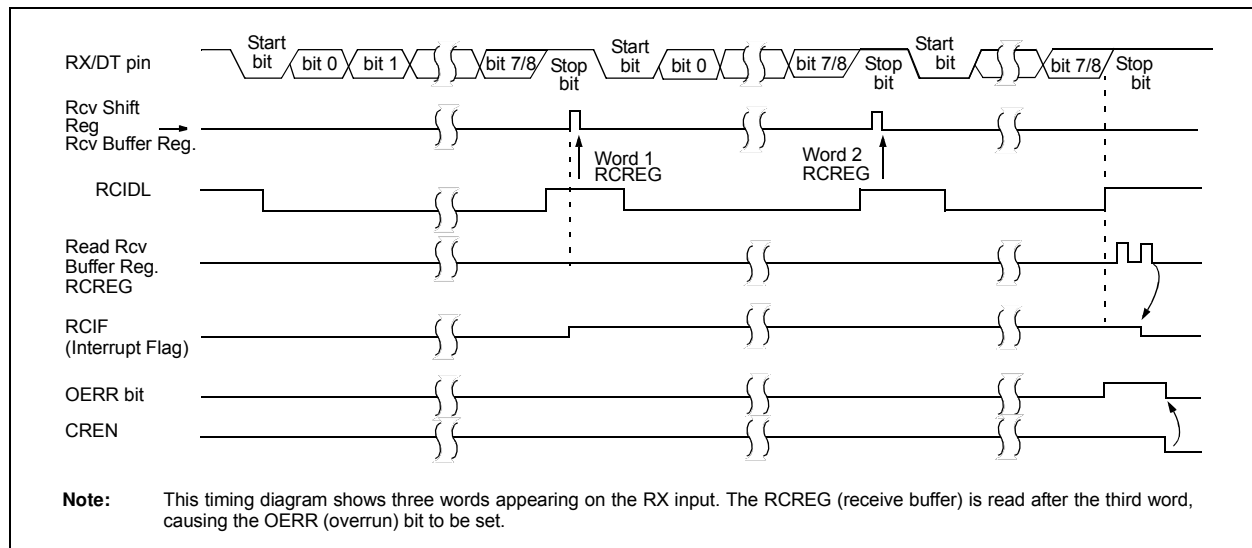 RX/DT pin
Start
bit
bit 0
bit 1
bit 7/8
Stop
bit
Start
bit
bit 0
bit 7/8
Stop
bit
Start
bit
bit 7/8
Stop
bit
Rcv Shift
Reg
Rcv Buffer Reg.
Word 1
RCREG
Word 2
RCREG
RCIDL
Read Rcv
Buffer Reg.
RCREG
RCIF
(Interrupt Flag)
OERR bit
CREN
Note: This timing diagram shows three words appearing on the RX input. The RCREG (receive buffer) is read after the third word,
causing the OERR (overrun) bit to be set.